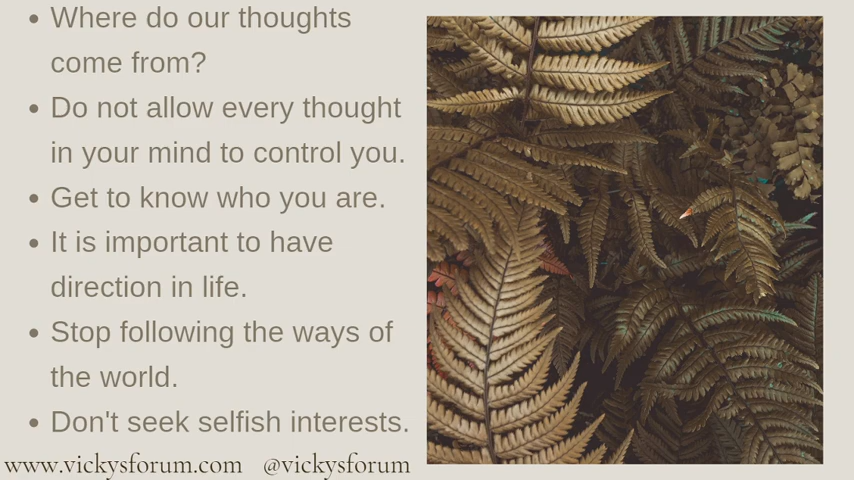 • Where do our thoughts
come from?
• Do not allow every thought
in your mind to control you.
• Get to know who you are.
• It is important to have
direction in life.
• Stop following the ways of
the world.
• Don't seek selfish interests.
www.vickysforum.com @vickysforum